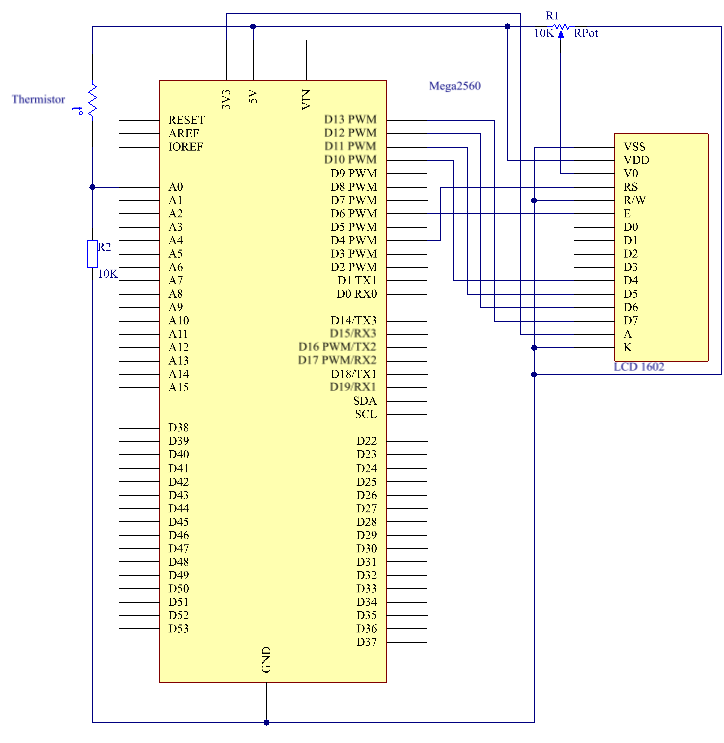 R1
10K
RPot
Thermistor
t°
Mega2560
3V3
5V
VIN
RESET
AREF
IOREF
A0
A1
A2
A3
A4
A5
A6
A7
A8
A9
A10
A11
A12
A13
A14
A15
D38
D39
D40
D41
D42
D43
D44
D45
D46
D47
D48
D49
D50
D51
D52
D53
D13 PWM
D12 PWM
D11 PWM
D10 PWM
D9 PWM
D8 PWM
D7 PWM
D6 PWM
D5 PWM
D4 PWM
D3 PWM
D2 PWM
D1 TX1
D0 RX0
D14/TX3
D15/RX3
D16 PWM/TX2
D17 PWM/RX2
D18/TX1
D19/RX1
SDA
SCL
D22
D23
D24
D25
D26
D27
D28
D29
D30
D31
D32
D33
D34
D35
D36
D37
GND
R2
10K
VSS
VDD
V0
RS
R/W
E
D0
D1
D2
D3
D4
D5
D6
D7
A
K
LCD 1602